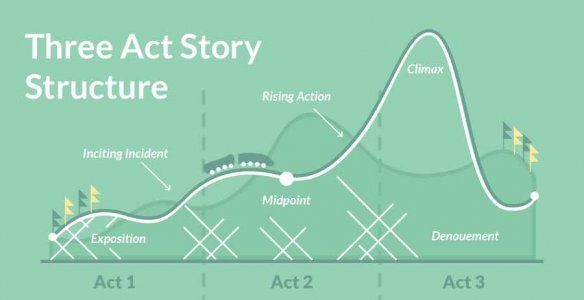 Three Act Story
Structure
Climax
Rising Action
Inciting Incident
Midpoint
Exposition
Denouement
Act 1
Act 2
Act 3